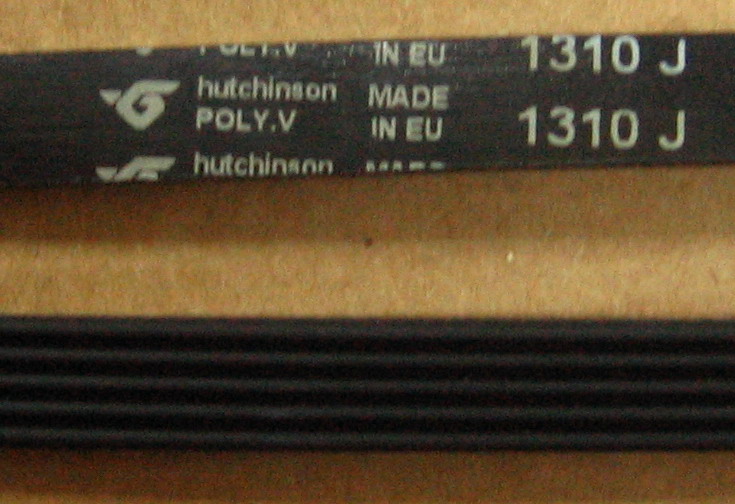 POLY.V IN EU 1310 J
hutchinson MADE
POLY.V IN EU 1310 J
hutchinson